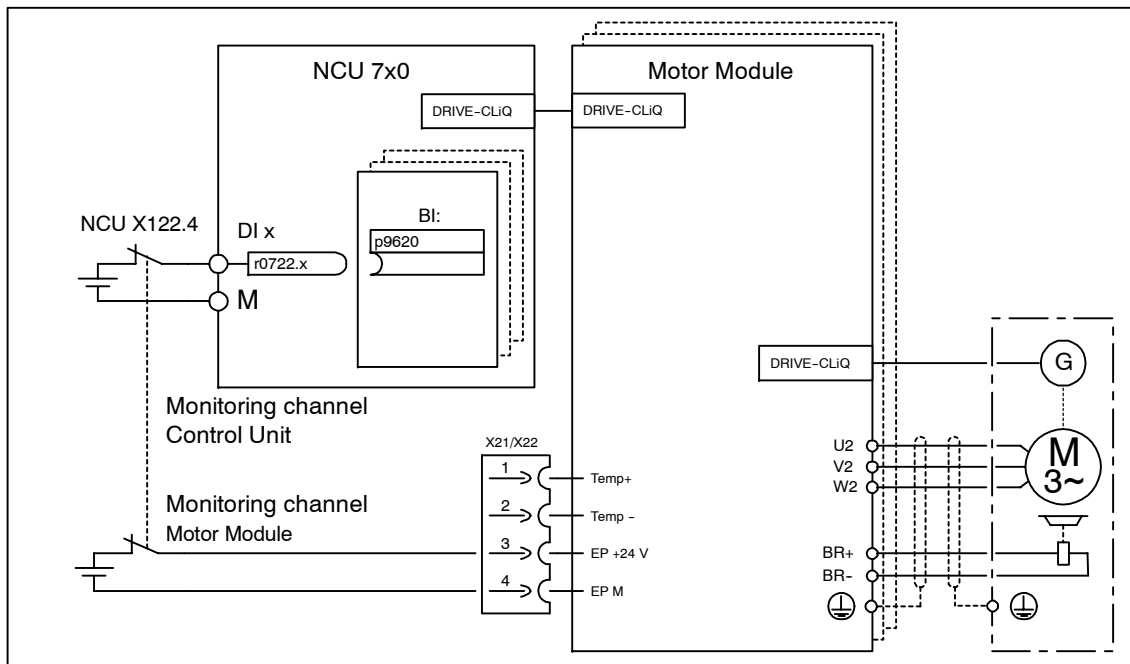 NCU 7x0
Motor Module
DRIVE-CLiQ
DRIVE-CLiQ
BI:
p9620
NCU X122.4
DI x
r0722.x
M
DRIVE-CLiQ
G
Monitoring channel
Control Unit
X21/X22
1
Temp+
2
Temp -
Monitoring channel
Motor Module
3
EP +24 V
4
EP M
U2
V2
W2
M
3~
BR+
BR-